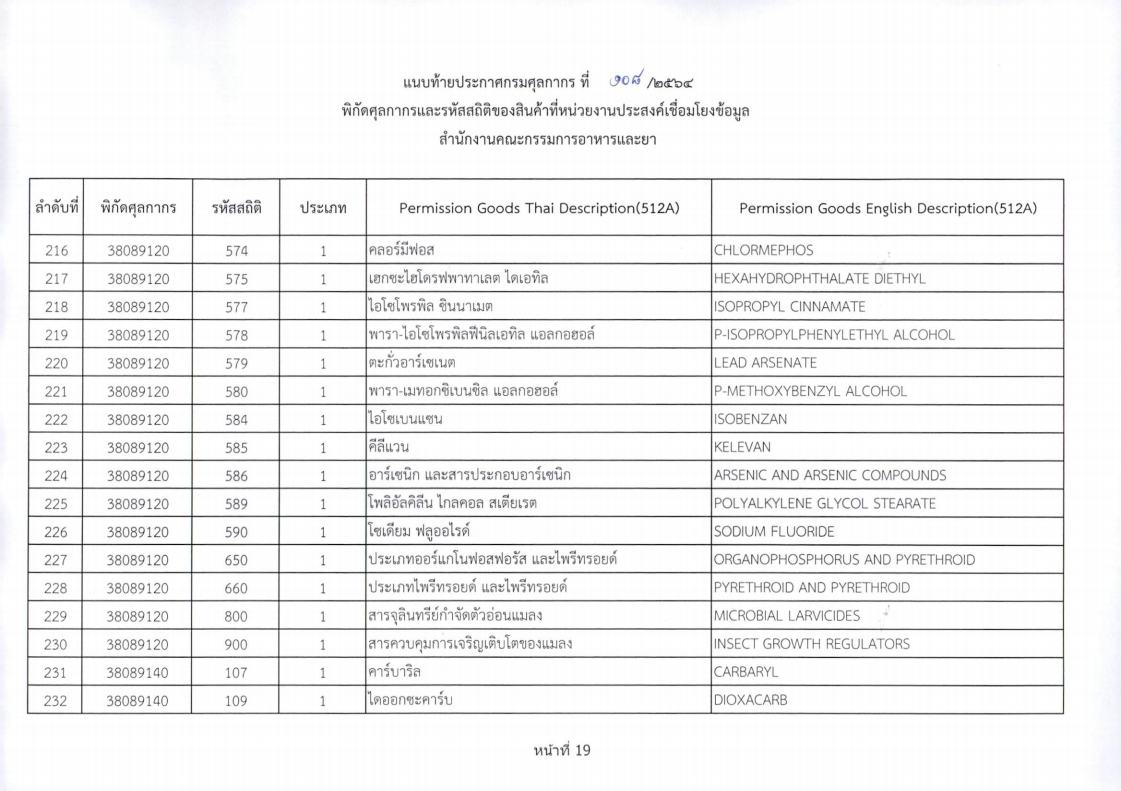 แนบท้ายประกาศกรมศุลกากร ที่ ๑๐๘ /๒๕๖๔
พิกัดศุลกากรและรหัสสถิติของสินค้าที่หน่วยงานประสงค์เชื่อมโยงข้อมูล
สำนักงานคณะกรรมการอาหารและยา
ลำดับที่ พิกัดศุลกากร รหัสสถิติ ประเภท Permission Goods Thai Description(512A) Permission Goods English Description(512A)
216 38089120 574 1 คลอร์มีฟอส CHLORMEPHOS
217 38089120 575 1 เฮกซะไฮโดรฟพาทาเลต ไดเอทิล HEXAHYDROPHTHALATE DIETHYL
218 38089120 577 1 ไอโซโพรพิล ซินนาเมต ISOPROPYL CINNAMATE
219 38089120 578 1 พารา-ไอโซโพรพิลฟีนิลเอทิล แอลกอฮอล์ P-ISOPROPYLPHENYLETHYL ALCOHOL
220 38089120 579 1 ตะกั่วอาร์เซเนต LEAD ARSENATE
221 38089120 580 1 พารา-เมทอกซิเบนซิล แอลกอฮอล์ P-METHOXYBENZYL ALCOHOL
222 38089120 584 1 ไอโซเบนแซน ISOBENZAN
223 38089120 585 1 คีลีแวน KELEVAN
224 38089120 586 1 อาร์เซนิก และสารประกอบอาร์เซนิก ARSENIC AND ARSENIC COMPOUNDS
225 38089120 589 1 โพลิอัลคิลีน ไกลคอล สเตียเรต POLYALKYLENE GLYCOL STEARATE
226 38089120 590 1 โซเดียม ฟลูออไรด์ SODIUM FLUORIDE
227 38089120 650 1 ประเภทออร์แกโนฟอสฟอรัส และไพรีทรอยด์ ORGANOPHOSPHORUS AND PYRETHROID
228 38089120 660 1 ประเภทไพรีทรอยด์ และไพรีทรอยด์ PYRETHROID AND PYRETHROID
229 38089120 800 1 สารจุลินทรีย์กำจัดตัวอ่อนแมลง MICROBIAL LARVICIDES
230 38089120 900 1 สารควบคุมการเจริญเติบโตของแมลง INSECT GROWTH REGULATORS
231 38089140 107 1 คาร์บาริล CARBARYL
232 38089140 109 1 ไดออกซะคาร์บ DIOXACARB
หน้าที่ 19